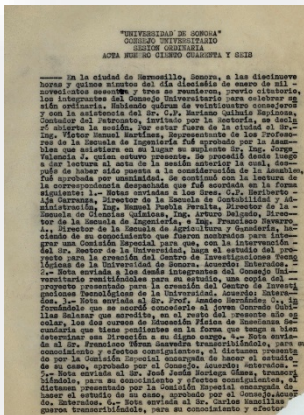 "UNIVERSIDAD DE SONORA"
CONSEJO UNIVERSITARIO
SESION ORDINARIA
ACTA NUMERO CIENTO CUARENTA Y SEIS
En la ciudad de Hermosillo, Sonora, a las diecinueve
horas y quince minutos del día dieciséis de enero de mil-
novecientos sesenta y tres se reunieron, previo citatorio,
los integrantes del Consejo Universitario para celebrar se
sión ordinaria. Habiendo quórum de veinticuatro consejeros
y con la asistencia del Sr. C.P. Mariano Quihuis Espinosa
Contador del Patronato, invitado por la Rectoría, se decla
ró abierta la sesión. Por estar fuera de la ciudad el Sr.-
Ing. Víctor Manuel Martínez, Representante de los Profeso-
res de la Escuela de Ingeniería fué aprobado por la Asam-
blea que asistiera en su lugar su suplente Sr. Ing. Jorge
Valencia J. quien estuvo presente. Se procedió desde luego
a dar lectura al acta de la sesión anterior la cual, des-
pués de haber sido puesta a la consideración de la Asamblea,
fué aprobada por unanimidad. Se continuó con la lectura de
la correspondencia despachada que fué acordada en la forma
siguiente: 1.- Notas enviadas a los Sres. C.P. Heriberto -
Aja Carranza, Director de la Escuela de Contabilidad y Ad-
ministración, Ing. Manuel Puebla Peralta, Director de la -
Escuela de Ciencias Químicas, Ing. Arturo Delgado, Direc-
tor de la Escuela de Ingeniería, e Ing. Francisco Navarro
A., Director de la Escuela de Agricultura y Ganadería, ha-
ciendo de su conocimiento que fueron nombrados para inte-
grar una Comisión Especial para que, con la intervención -
del Sr. Rector de la Universidad, haga el estudio del pro-
yecto para la creación del Centro de Investigaciones Tecno
lógicas de la Universidad de Sonora. Acuerdo: Enterados. -
2.- Nota enviada a los demás integrantes del Consejo Uni-
versitario remitiéndoles para su estudio, una copia del --
proyecto presentado para la creación del Centro de Investi
gaciones Tecnológicas de la Universidad. Acuerdo: Entera-
dos. 3.- Nota enviada al Sr. Prof. Amadeo Hernández C., in
formándole que se acordó concederle al joven Conrado Chiti
llas Salazar que acredite, en el resto del presente año es
colar, los dos cursos de Educación Física de Enseñanza Se-
cundaria que tiene pendientes en la forma que tenga a bien
determinar esa Dirección a su digno cargo. 4.- Nota envia-
da al Sr. Francisco Tirán Saavedra transcribiéndole, para su
conocimiento y efectos consiguientes, el dictamen presenta
do por la Comisión Especial encargada de hacer el estudio
de su caso, aprobado por el Consejo. Acuerdo: Enterados. -
5.- Nota enviada al Sr. José Jesús Noriega Gámez, transcri
biéndole, para su conocimiento y efectos consiguientes, el
dictamen presentado por la Comisión Especial encargada de
hacer el estudio de su caso, aprobado por el Consejo. Acuer
do, Enterados. 6.- Nota enviada al Sr. Carlos Mancillas Fi
gueroa transcribiéndole, para su conocimiento y efectos